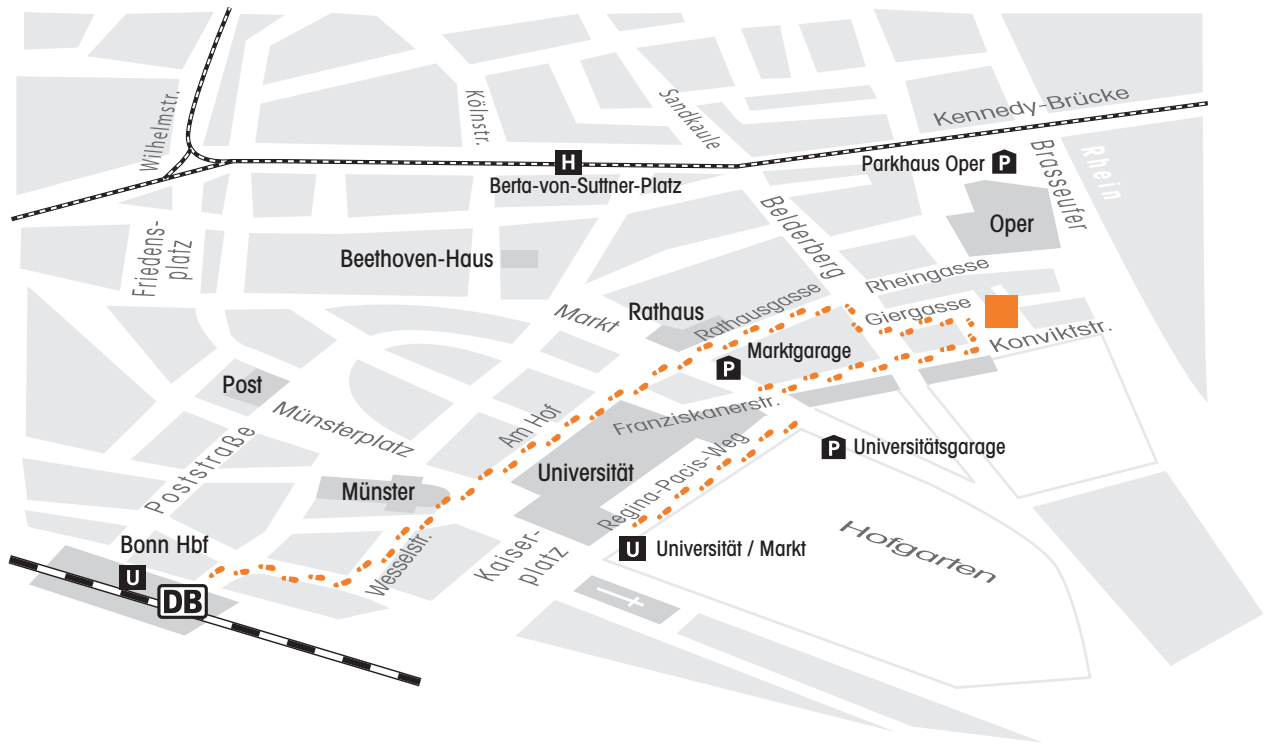 Wilhelmstr.
Kölnstr.
Sandkaule
Kennedy-Brücke
H
Berta-von-Suttner-Platz
Parkhaus Oper P
Brasseufer
Rhein
Oper
Friedens-
platz
Beethoven-Haus
Belderberg
Rheingasse
Markt
Rathaus
Rathausgasse
Giergasse
Konviktstr.
Marktgarage
P
Post
Münsterplatz
Am Hof
Franziskanerstr.
Poststraße
Münster
Universität
Regina-Pacis-Weg
P Universitätsgarage
Bonn Hbf
U
DB
Wesselstr.
Kaiser-
platz
U Universität / Markt
Hofgarten